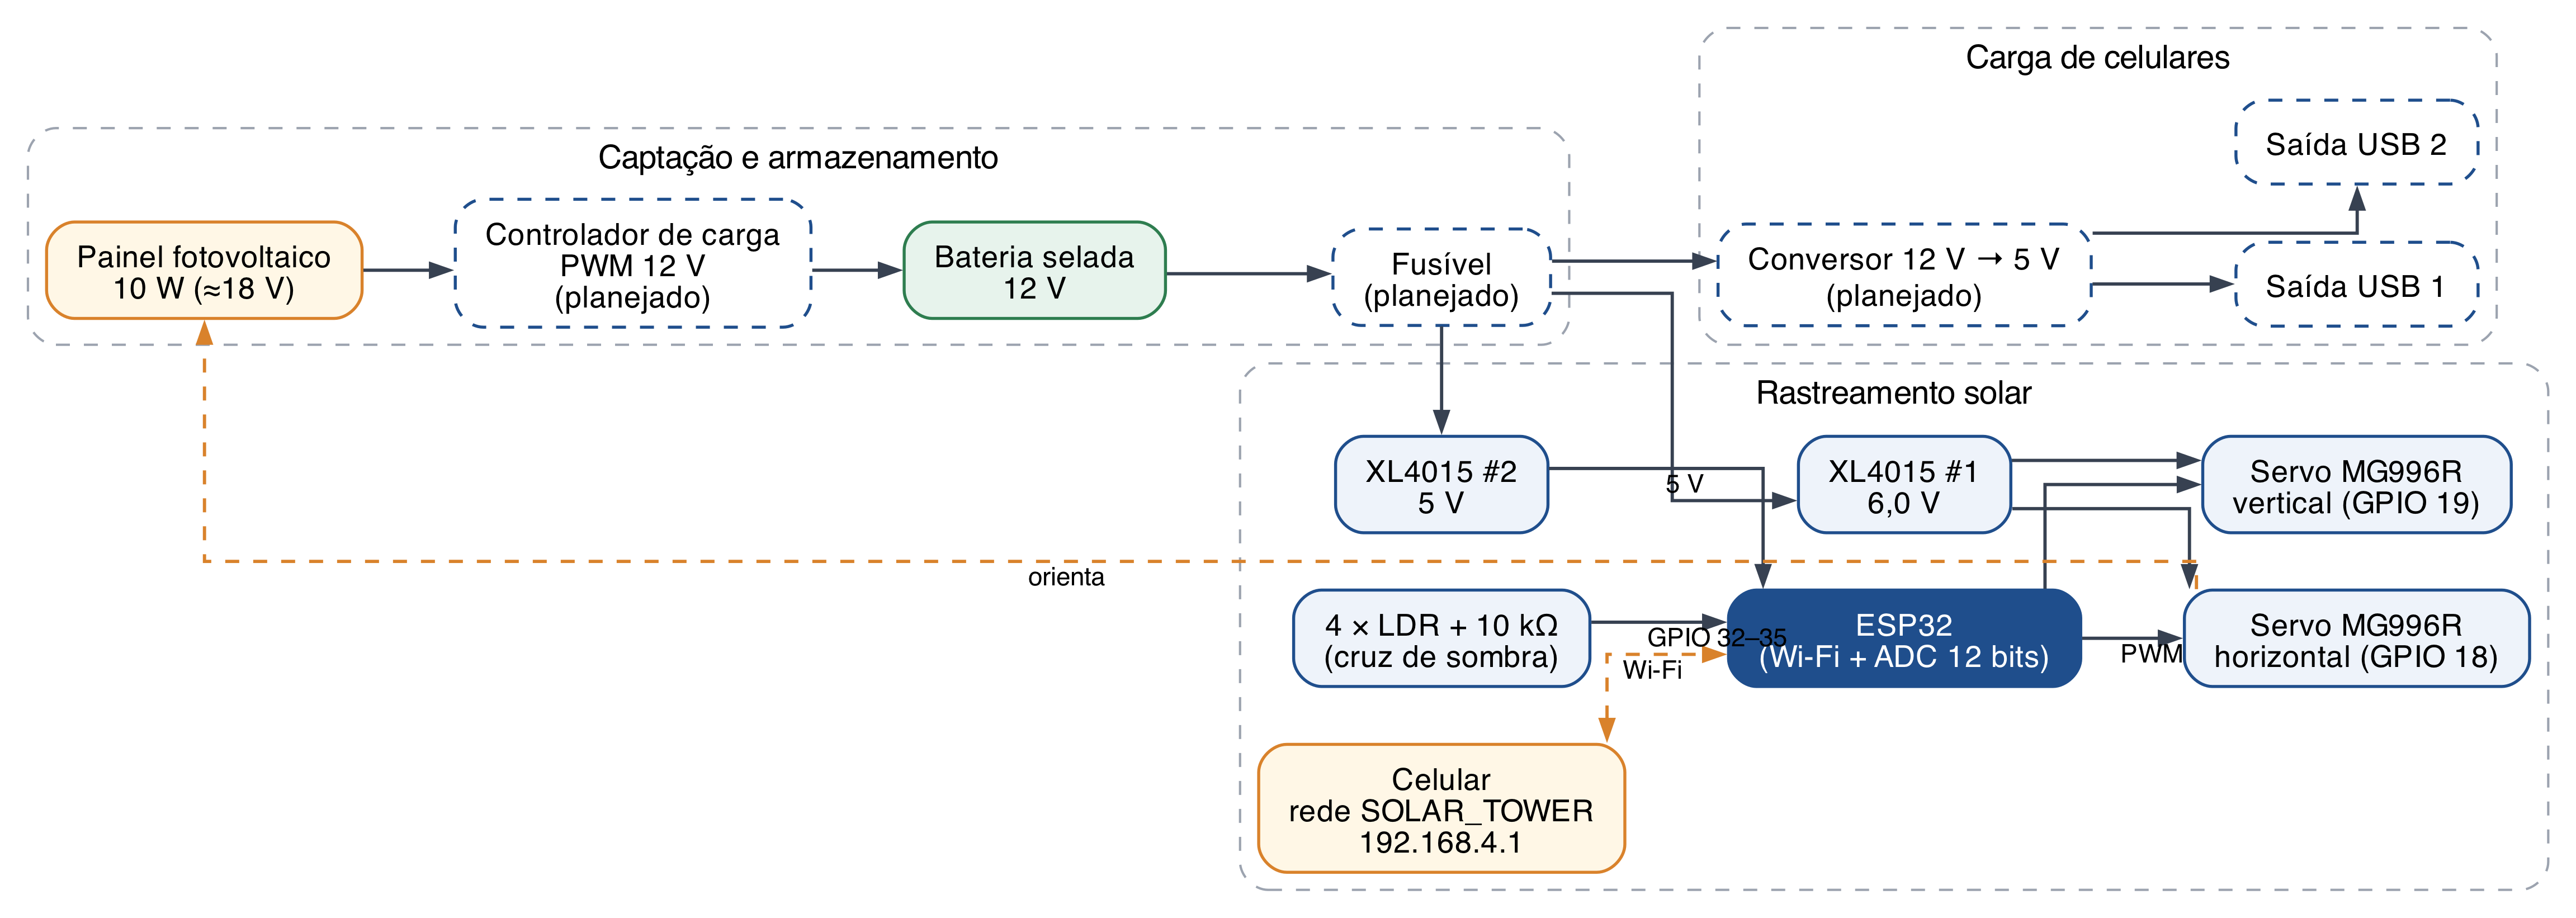 Carga de celulares
Saída USB 2
Captação e armazenamento
Painel fotovoltaico
10 W (≈18 V)
Controlador de carga
PWM 12 V
(planejado)
Bateria selada
12 V
Fusível
(planejado)
Conversor 12 V → 5 V
(planejado)
Saída USB 1
Rastreamento solar
XL4015 #2
5 V
5 V
XL4015 #1
6,0 V
Servo MG996R
vertical (GPIO 19)
orienta
4 × LDR + 10 kΩ
(cruz de sombra)
GPIO 32–35
Wi-Fi
ESP32
(Wi-Fi + ADC 12 bits)
PWM
Servo MG996R
horizontal (GPIO 18)
Celular
rede SOLAR_TOWER
192.168.4.1